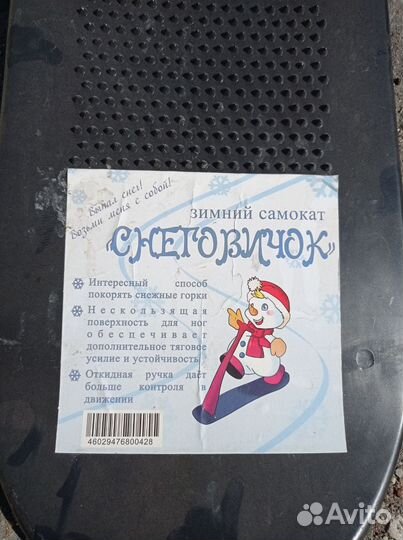 Выпал снег!
Возьми меня с собой!
зимний самокат
«СНЕГОВИЧОК»
Интересный способ
покорять снежные горки
Нескользящая
поверхность для ног
обеспечивает
дополнительное тяговое
усилие и устойчивость
Откидная ручка даёт
больше контроля в
движении
46029476800428
Avito